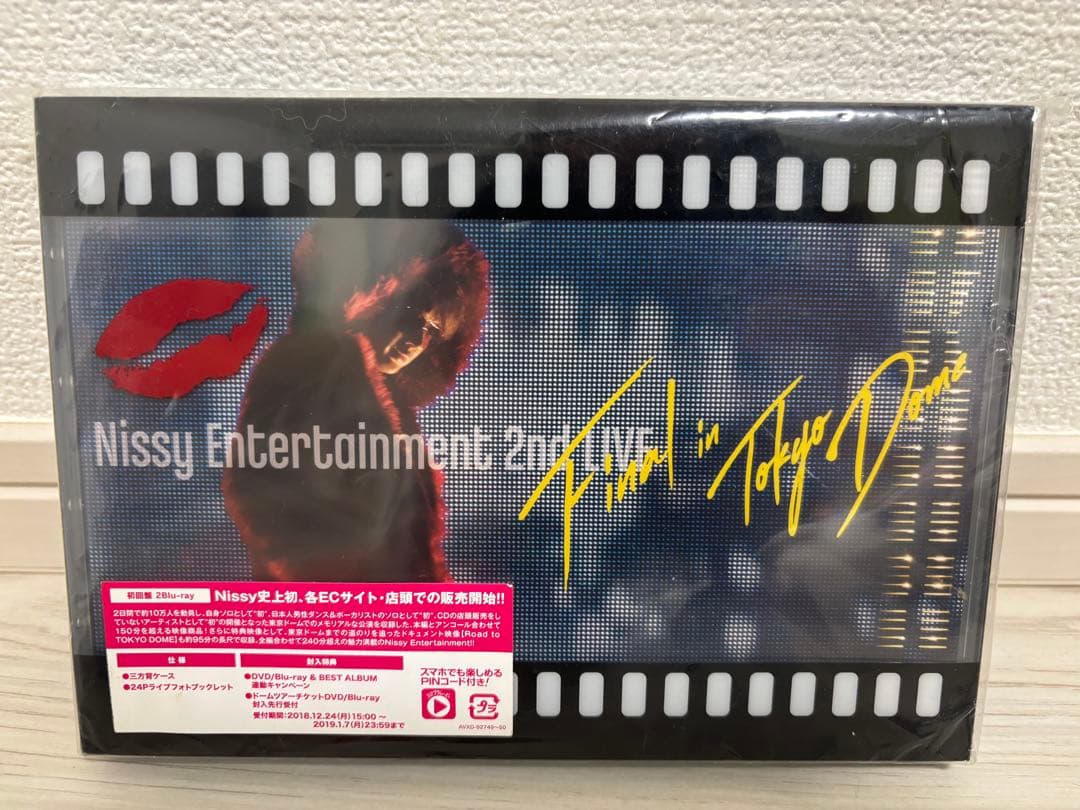 Nissy Entertainment 2nd LIVE
Final in Tokyo Dome
初回盤 2Blu-ray
Nissy史上初、各ECサイト・店頭での販売開始!!
2日間で約10万人を動員し、自身ソロとして"初"、日本人男性ダンス&ボーカリストのソロとして"初"、CDの店頭販売をし
ていないアーティストとして"初"の開催となった東京ドームでのメモリアルな公演を収録した、本編とアンコール合わせて
150分を超える映像商品!さらに特典映像として、東京ドームまでの道のりを追ったドキュメント映像【Road to
TOKYO DOME】も約95分の長尺で収録。全編合わせて240分超えの魅力満載のNissy Entertainment!!
仕様
●三方背ケース
●24Pライブフォトブックレット
封入特典
●DVD/Blu-ray & BEST ALBUM
連動キャンペーン
●ドームツアーチケットDVD/Blu-ray
封入先行受付
受付期間:2018.12.24(月)15:00 ～
2019.1.7(月)23:59まで
スマホでも楽しめる
PINコード付き!
プラ
AVXD-92749~50